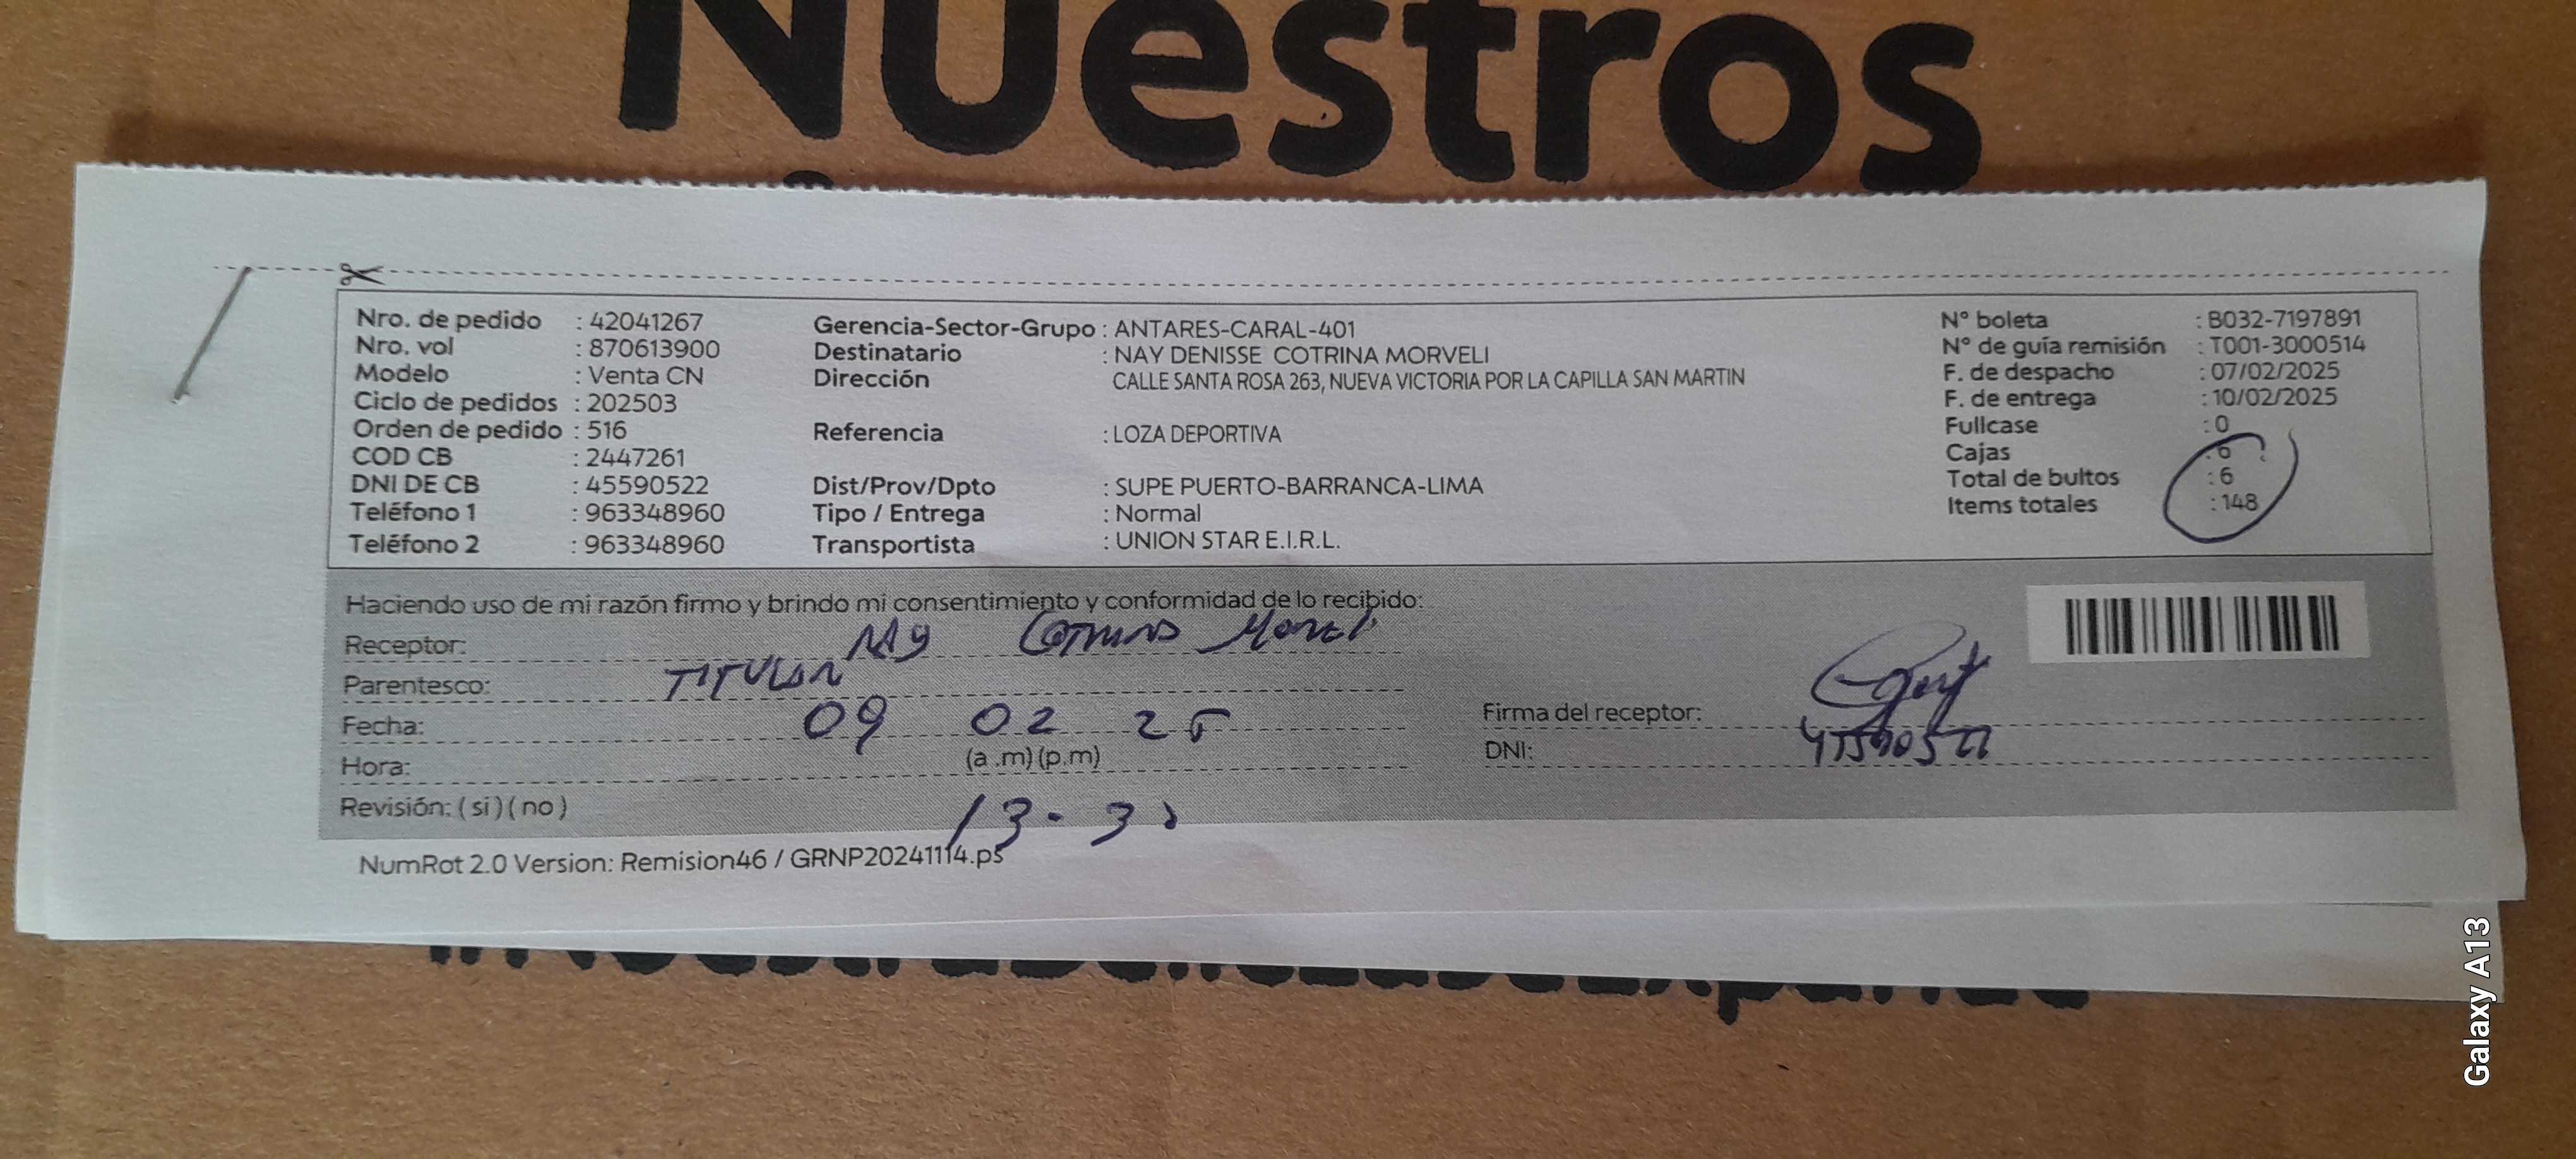 Nuestros
Nro. de pedido : 42041267
Nro. vol : 870613900
Modelo : Venta CN
Ciclo de pedidos : 202503
Orden de pedido : 516
COD CB : 2447261
DNI DE CB : 45590522
Teléfono 1 : 963348960
Teléfono 2 : 963348960
Gerencia-Sector-Grupo : ANTARES-CARAL-401
Destinatario : NAY DENISSE COTRINA MORVELI
Dirección CALLE SANTA ROSA 263, NUEVA VICTORIA POR LA CAPILLA SAN MARTIN
Referencia : LOZA DEPORTIVA
Dist/Prov/Dpto : SUPE PUERTO-BARRANCA-LIMA
Tipo / Entrega : Normal
Transportista : UNION STAR E.I.R.L.
N° boleta : B032-7197891
N° de guía remisión : T001-3000514
F. de despacho : 07/02/2025
F. de entrega : 10/02/2025
Fullcase : 0
Cajas : 6
Total de bultos : 6
Items totales : 148
Haciendo uso de mi razón firmo y brindo mi consentimiento y conformidad de lo recibido:
Receptor:
Parentesco: TITULAR
Fecha: 09 02 25
Hora: (a .m) (p.m)
Revisión: ( si ) ( no )
Firma del receptor:
DNI: 45590522
NumRot 2.0 Version: Remision46 / GRNP20241114.ps
Galaxy A13